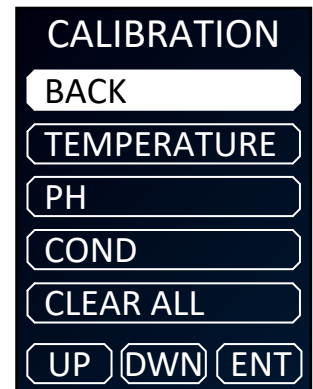 CALIBRATION
BACK
TEMPERATURE
PH
COND
CLEAR ALL
UP DWN ENT